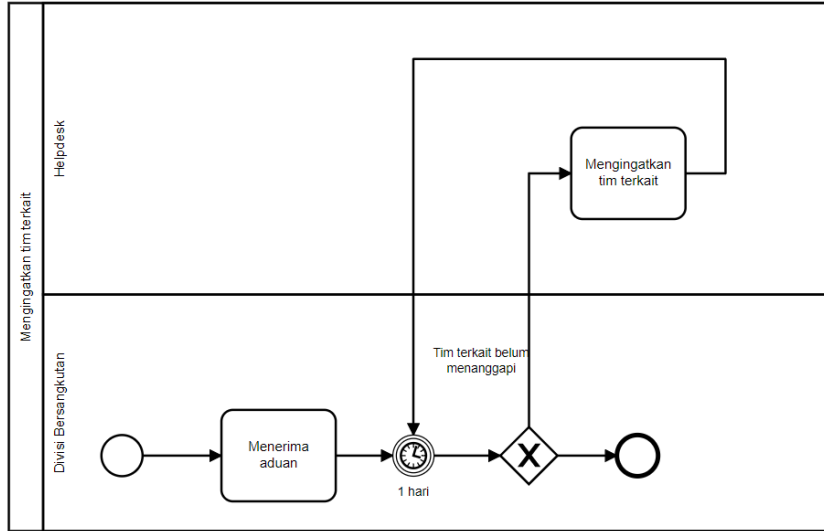 Mengingatkan tim terkait
Helpdesk
Mengingatkan
tim terkait
Divisi Bersangkutan
Tim terkait belum
menanggapi
Menerima
aduan
1 hari